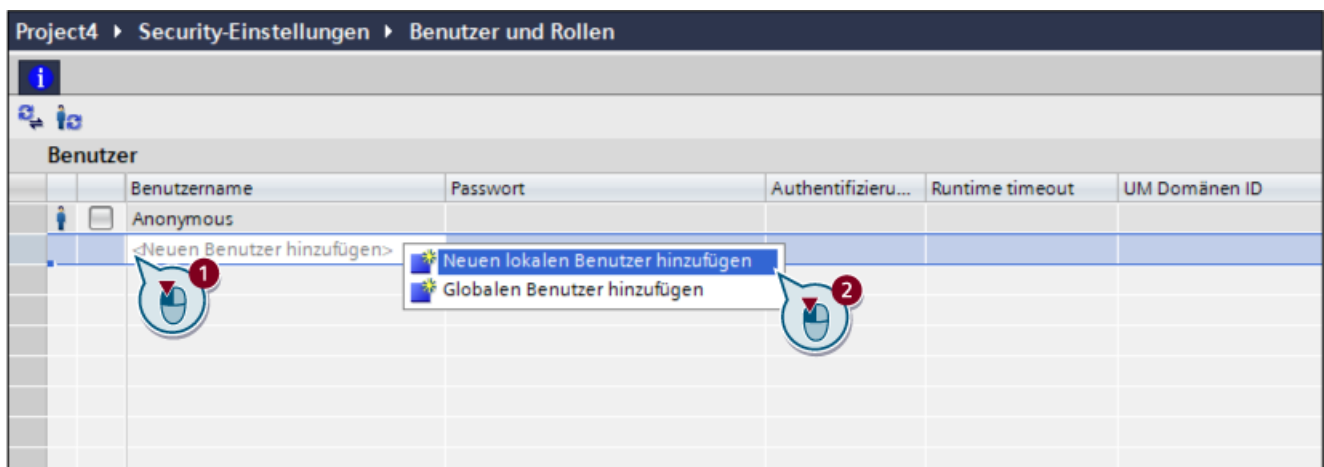 Project4 ▸ Security-Einstellungen ▸ Benutzer und Rollen
Benutzer
Benutzername Passwort Authentifizieru... Runtime timeout UM Domänen ID
Anonymous
<Neuen Benutzer hinzufügen>
1
Neuen lokalen Benutzer hinzufügen
Globalen Benutzer hinzufügen
2